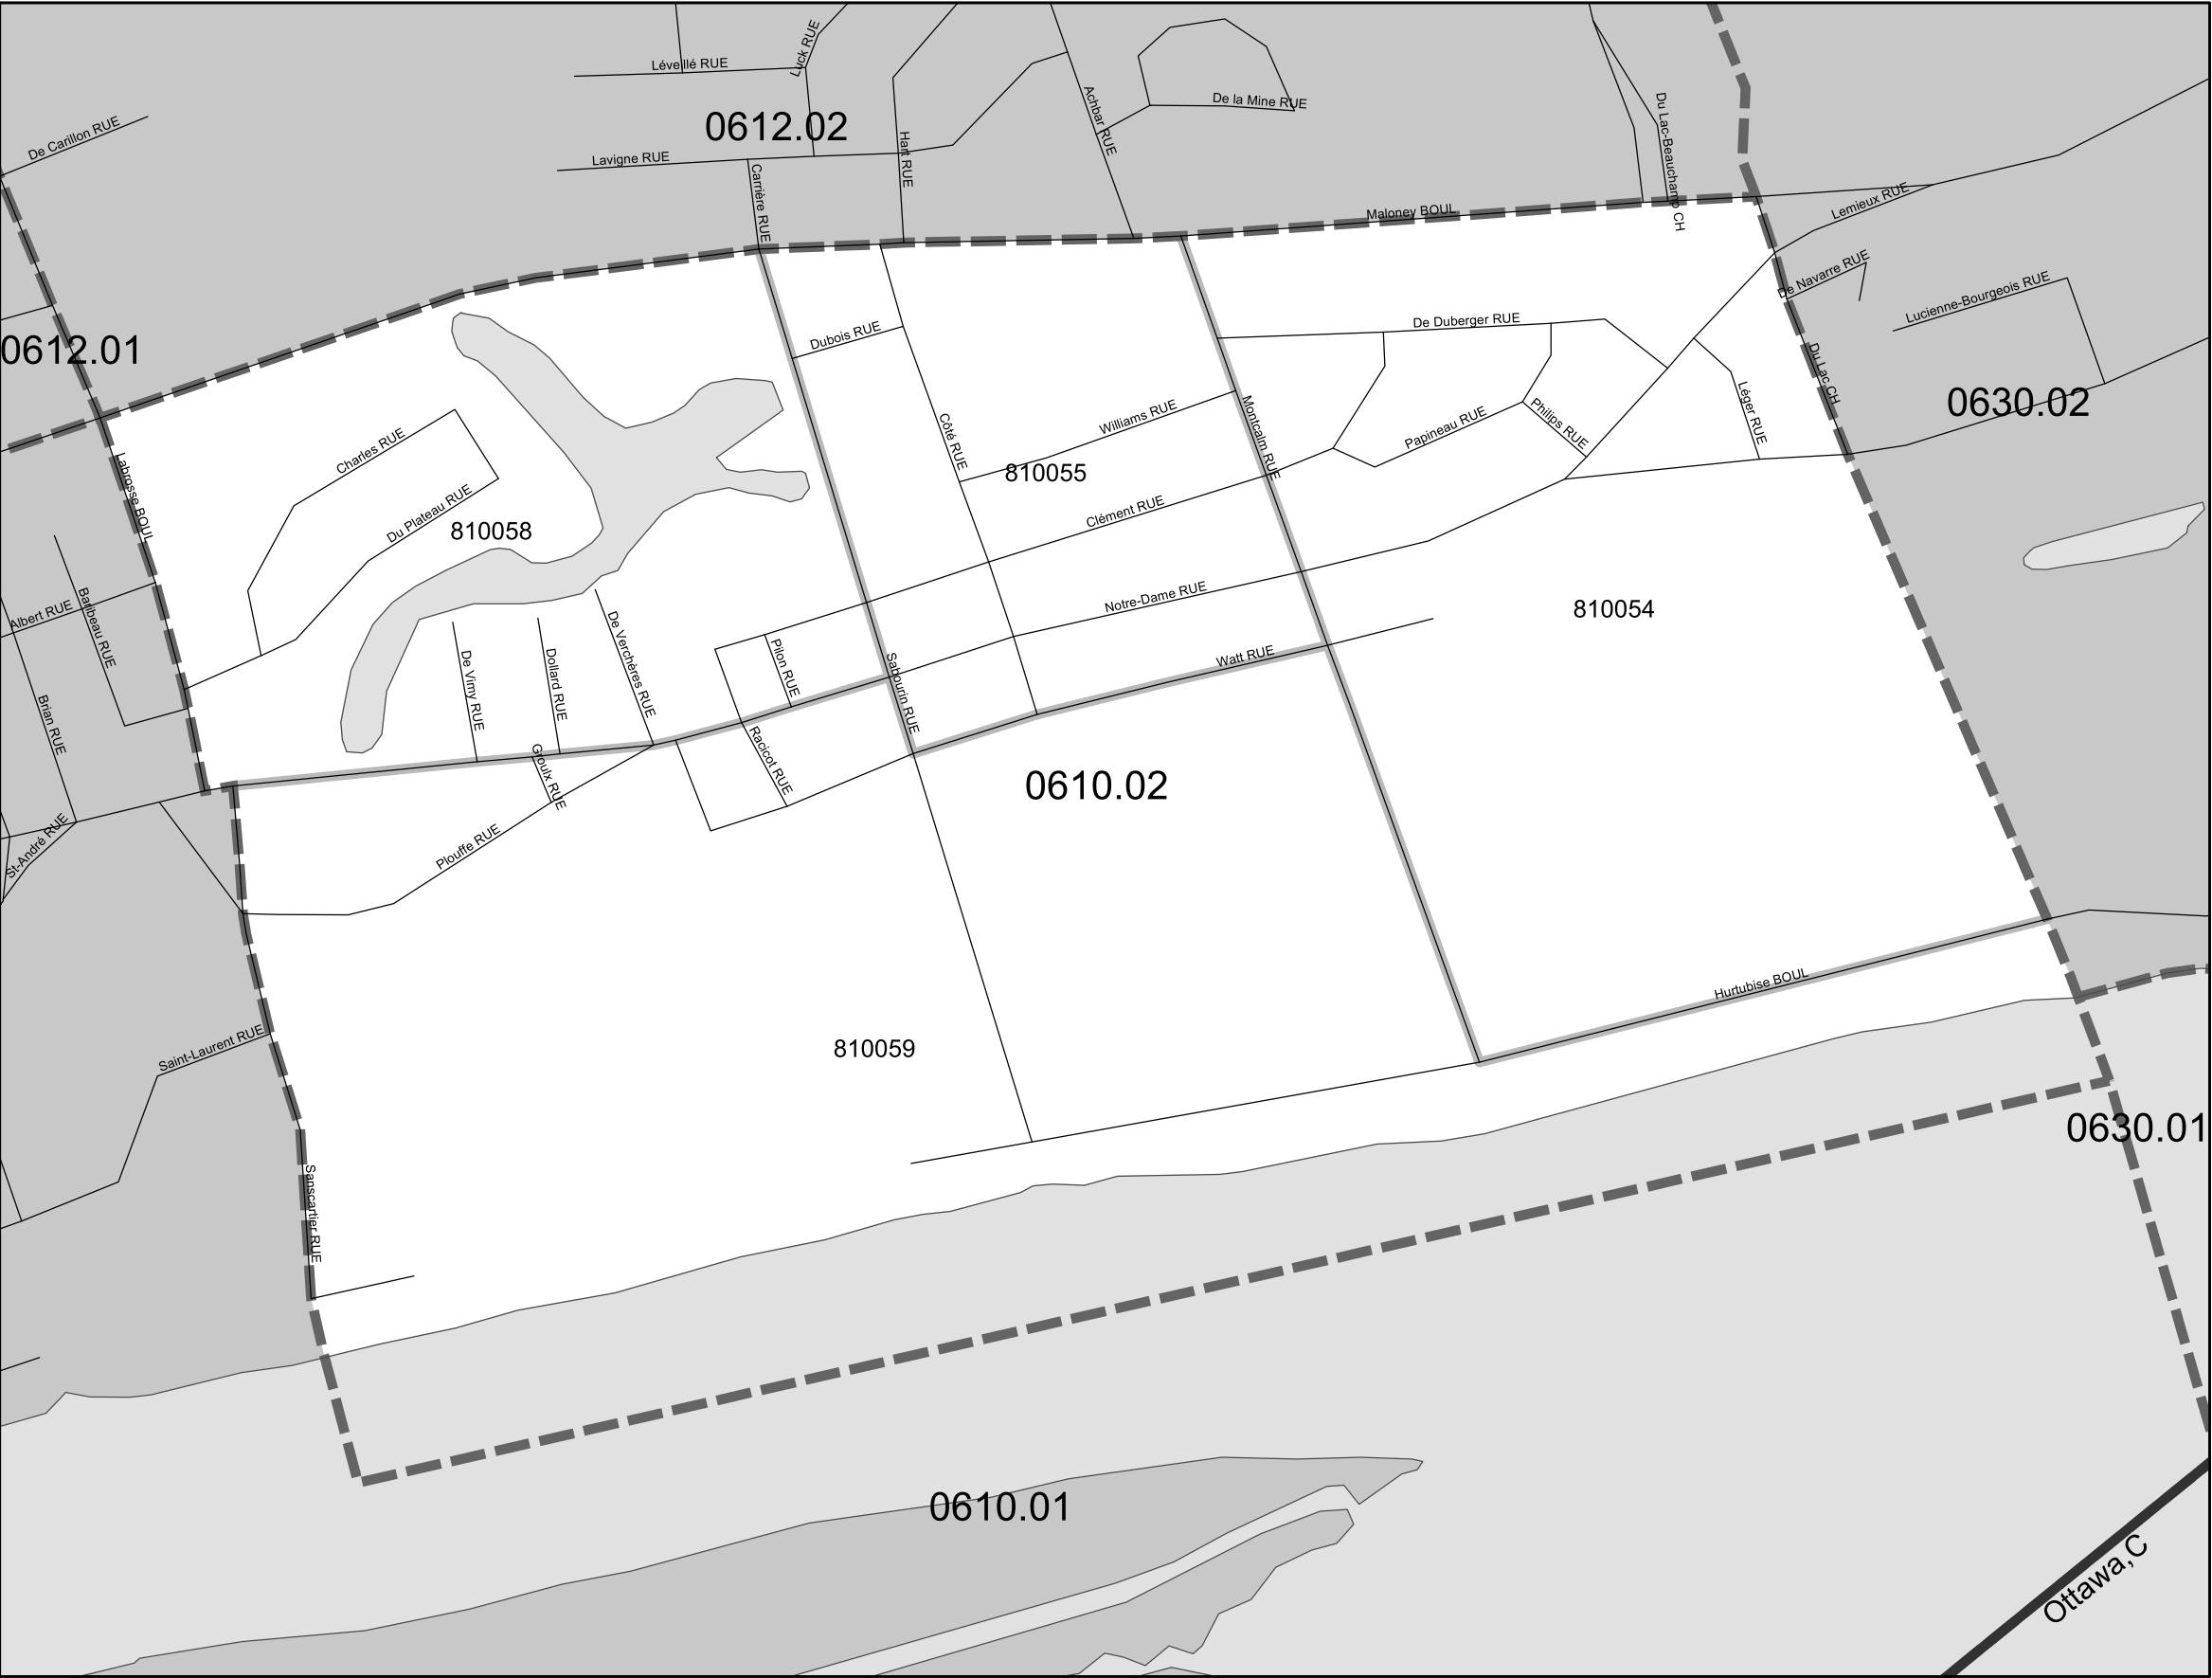 Léveillé RUE
Luck RUE
De Carillon RUE
0612.02
Achbar RUE
De la Mine RUE
Du Lac-Beauchamp CH
Lavigne RUE
Carrière RUE
Hart RUE
Maloney BOUL
Lemieux RUE
De Navarre RUE
Lucienne-Bourgeois RUE
0612.01
Dubois RUE
De Duberger RUE
Du Lac CH
0630.02
Charles RUE
Labrosse BOUL
Côté RUE
Williams RUE
Montcalm RUE
Papineau RUE
Philips RUE
Léger RUE
810055
Du Plateau RUE
810058
Clément RUE
Albert RUE
Baribeau RUE
De Verchères RUE
Notre-Dame RUE
810054
De Vimy RUE
Dollard RUE
Pilon RUE
Sabourin RUE
Watt RUE
Brian RUE
Groulx RUE
Racicot RUE
0610.02
St-André RUE
Plouffe RUE
Hurtubise BOUL
Saint-Laurent RUE
810059
0630.01
Sanscartier RUE
0610.01
Ottawa,C